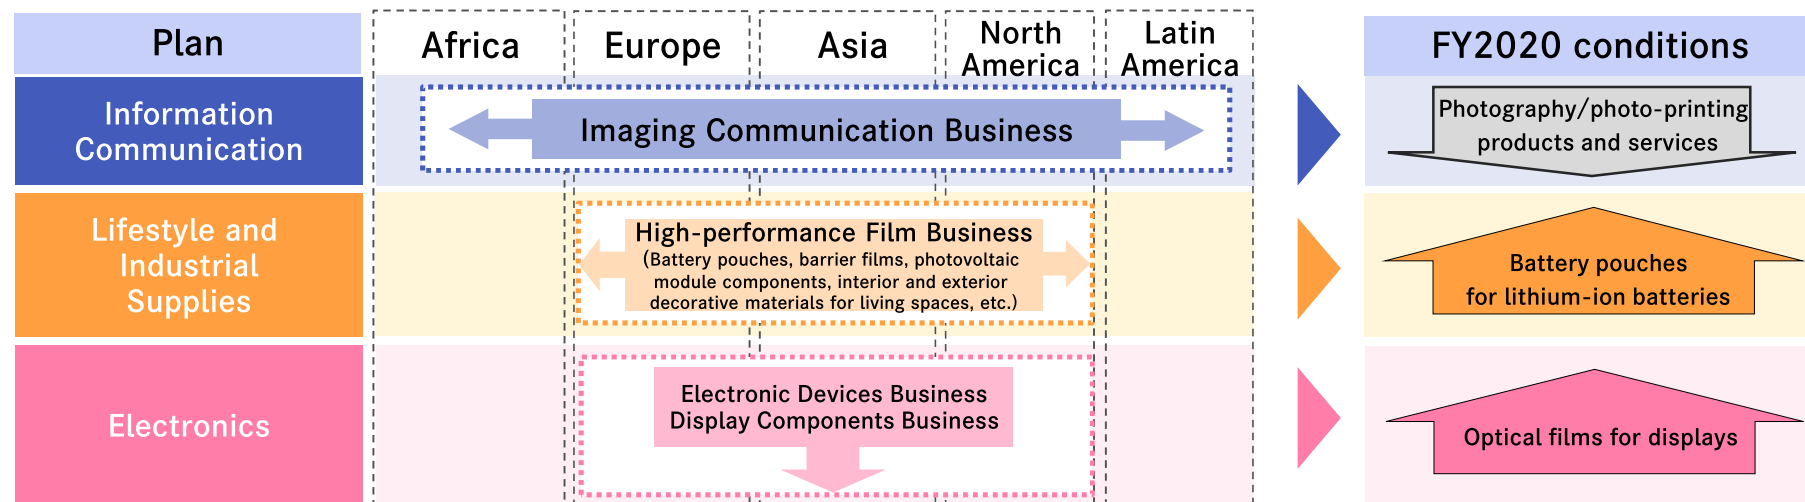 Plan
Africa
Europe
Asia
North
America
Latin
America
FY2020 conditions
Information
Communication
Imaging Communication Business
Photography/photo-printing
products and services
Lifestyle and
Industrial
Supplies
High-performance Film Business
(Battery pouches, barrier films, photovoltaic
module components, interior and exterior
decorative materials for living spaces, etc.)
Battery pouches
for lithium-ion batteries
Electronics
Electronic Devices Business
Display Components Business
Optical films for displays